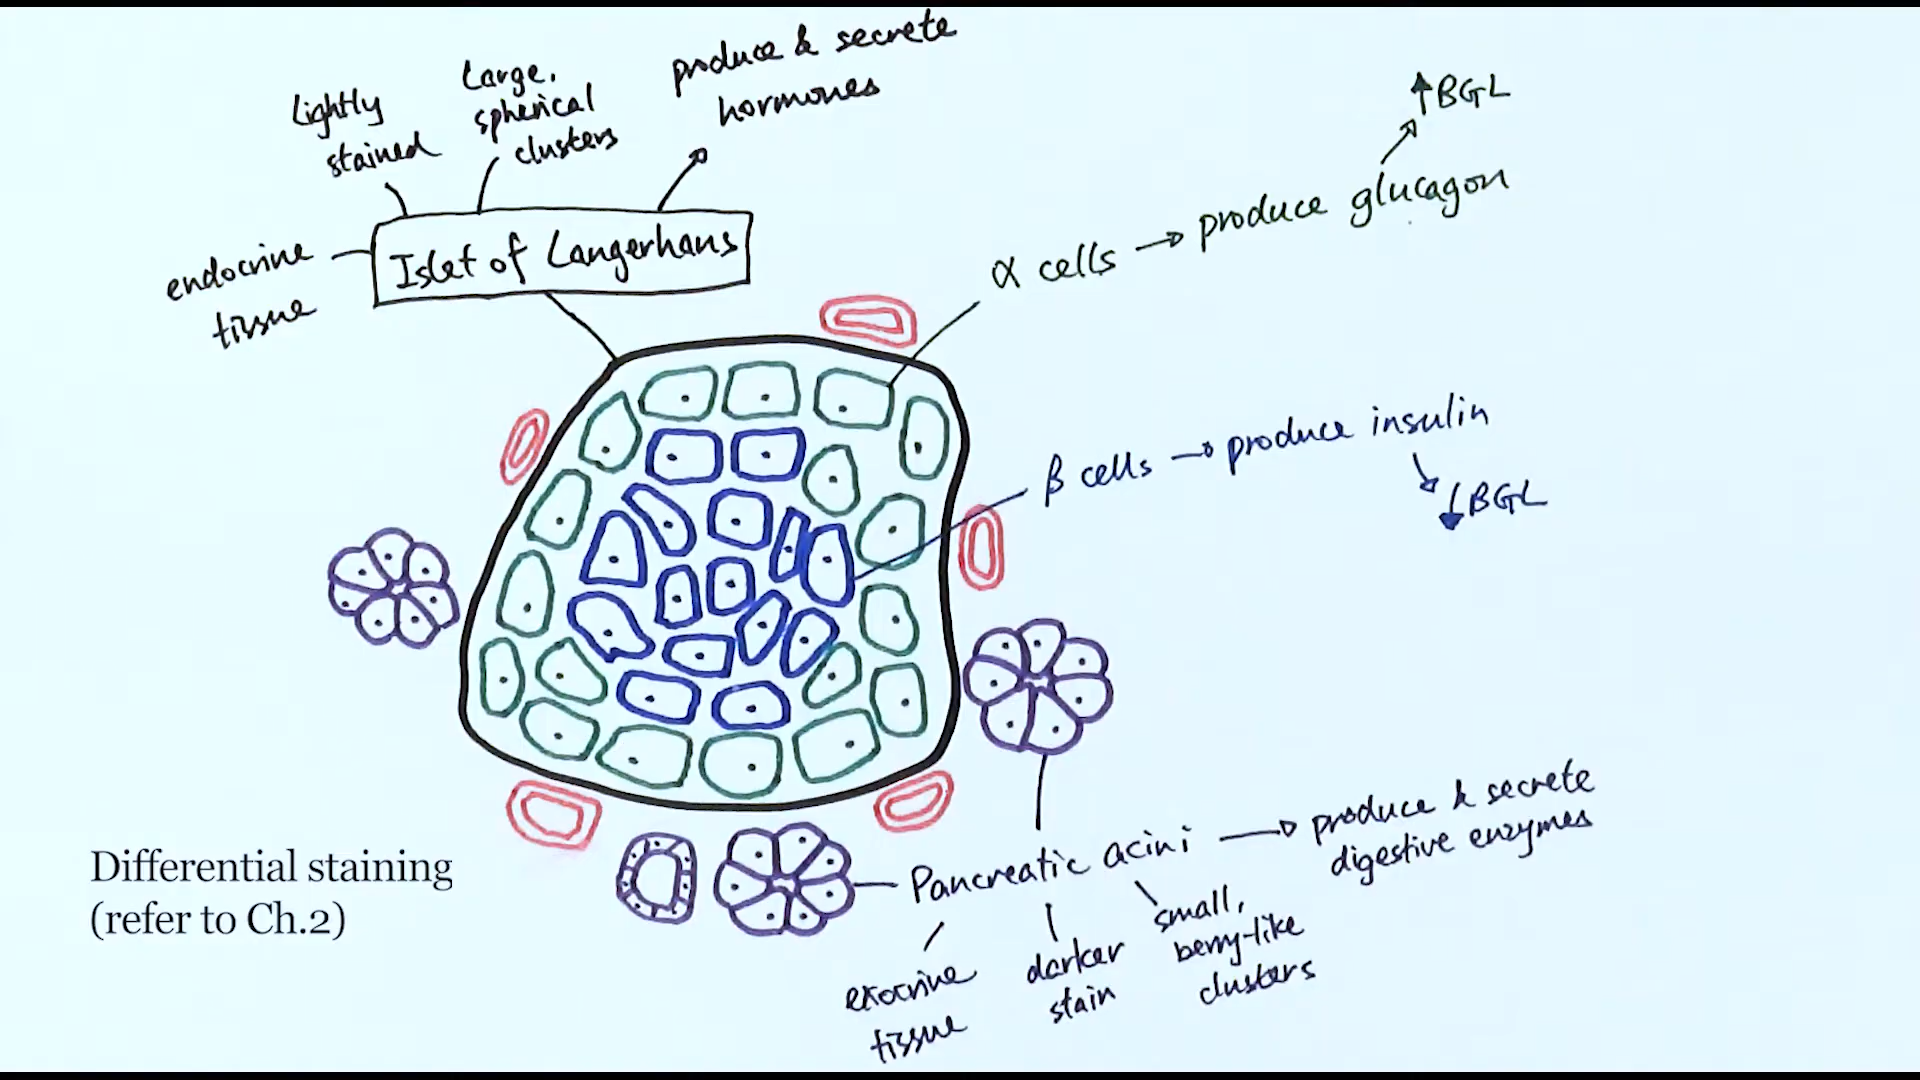 Lightly
stained
Large,
spherical
clusters
produce & secrete
hormones
endocrine
tissue
Islet of Langerhans
α cells → produce glucagon
↑BGL
β cells → produce insulin
↓BGL
Pancreatic acini → produce & secrete
digestive enzymes
exocrine
tissue
darker
stain
small,
berry-like
clusters
Differential staining
(refer to Ch.2)